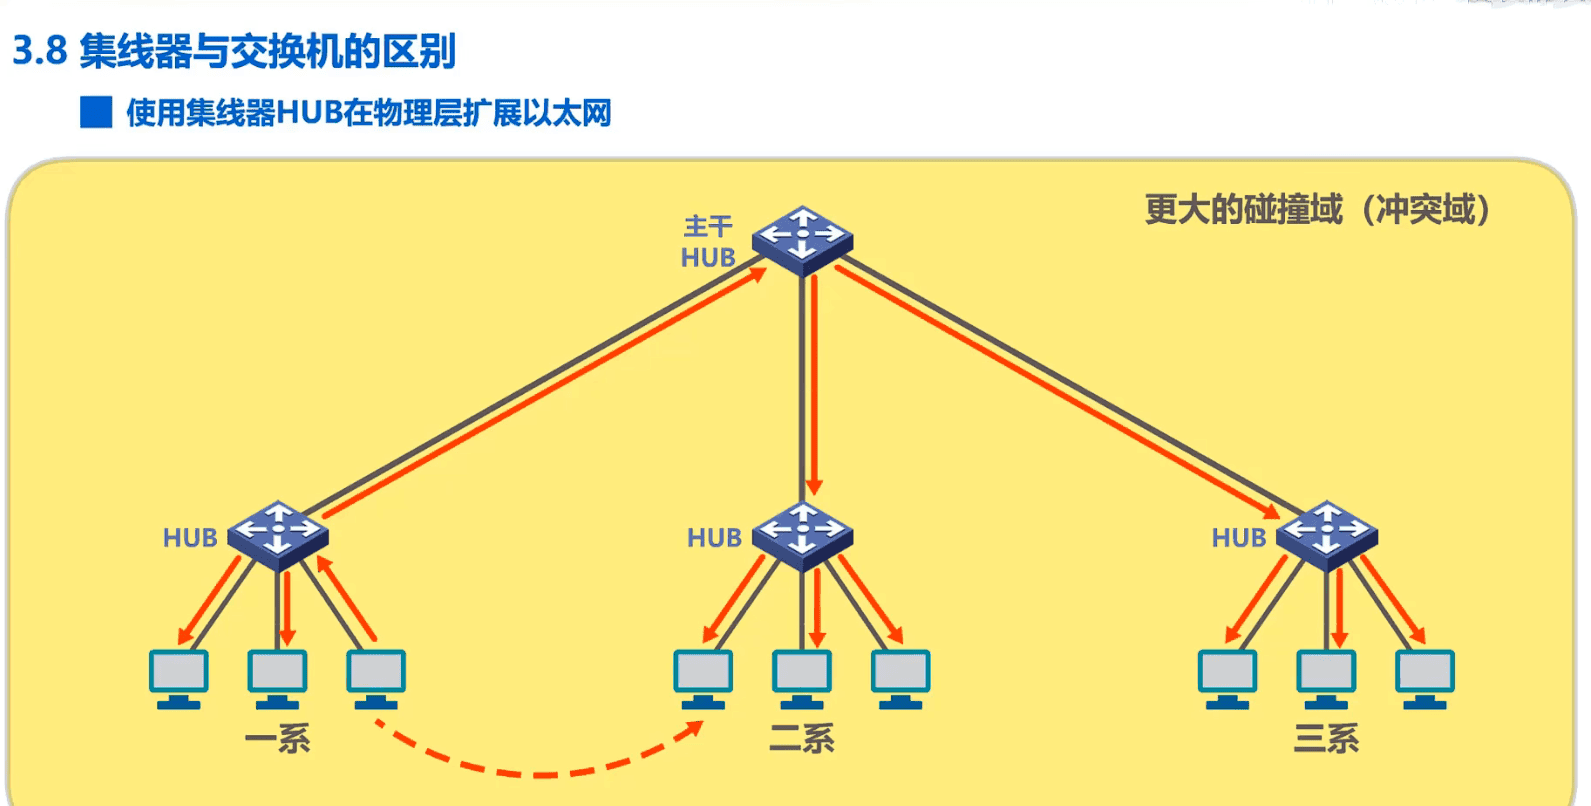 3.8 集线器与交换机的区别
使用集线器HUB在物理层扩展以太网
更大的碰撞域（冲突域）
主干
HUB
HUB
HUB
HUB
一系
二系
三系